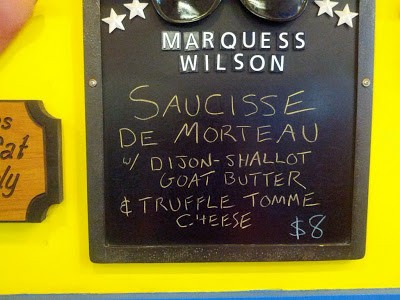 MARQUESS
WILSON
SAUCISSE
DE MORTEAU
W/ DIJON-SHALLOT
GOAT BUTTER
& TRUFFLE TOMME
CHEESE
$8